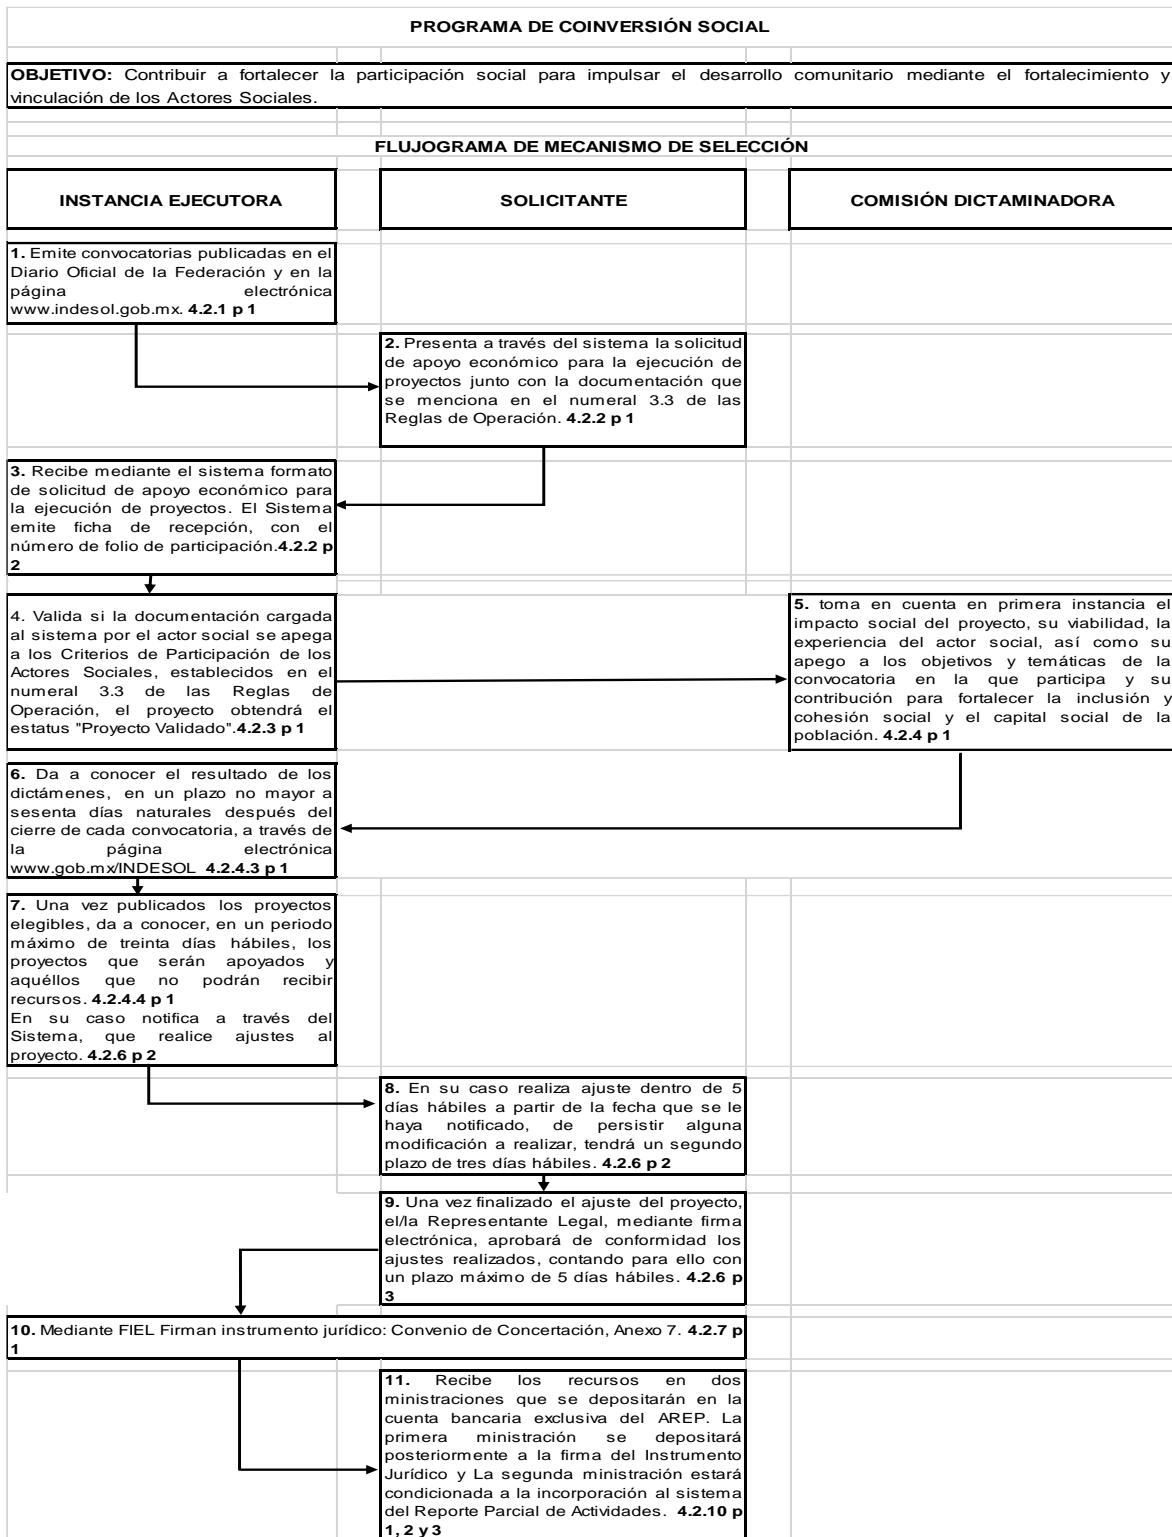 PROGRAMA DE COINVERSIÓN SOCIAL
OBJETIVO: Contribuir a fortalecer la participación social para impulsar el desarrollo comunitario mediante el fortalecimiento y
vinculación de los Actores Sociales.
FLUJOGRAMA DE MECANISMO DE SELECCIÓN
INSTANCIA EJECUTORA
SOLICITANTE
COMISIÓN DICTAMINADORA
1. Emite convocatorias publicadas en el
Diario Oficial de la Federación y en la
página electrónica
www.indesol.gob.mx. 4.2.1 p 1
2. Presenta a través del sistema la solicitud
de apoyo económico para la ejecución de
proyectos junto con la documentación que
se menciona en el numeral 3.3 de las
Reglas de Operación. 4.2.2 p 1
3. Recibe mediante el sistema formato
de solicitud de apoyo económico para
la ejecución de proyectos. El Sistema
emite ficha de recepción, con el
número de folio de participación.4.2.2 p
2
4. Valida si la documentación cargada
al sistema por el actor social se apega
a los Criterios de Participación de los
Actores Sociales, establecidos en el
numeral 3.3 de las Reglas de
Operación, el proyecto obtendrá el
estatus "Proyecto Validado".4.2.3 p 1
5. toma en cuenta en primera instancia el
impacto social del proyecto, su viabilidad, la
experiencia del actor social, así como su
apego a los objetivos y temáticas de la
convocatoria en la que participa y su
contribución para fortalecer la inclusión y
cohesión social y el capital social de la
población. 4.2.4 p 1
6. Da a conocer el resultado de los
dictámenes, en un plazo no mayor a
sesenta días naturales después del
cierre de cada convocatoria, a través de
la página electrónica
www.gob.mx/INDESOL 4.2.4.3 p 1
7. Una vez publicados los proyectos
elegibles, da a conocer, en un periodo
máximo de treinta días hábiles, los
proyectos que serán apoyados y
aquéllos que no podrán recibir
recursos. 4.2.4.4 p 1
En su caso notifica a través del
Sistema, que realice ajustes al
proyecto. 4.2.6 p 2
8. En su caso realiza ajuste dentro de 5
días hábiles a partir de la fecha que se le
haya notificado, de persistir alguna
modificación a realizar, tendrá un segundo
plazo de tres días hábiles. 4.2.6 p 2
9. Una vez finalizado el ajuste del proyecto,
el/la Representante Legal, mediante firma
electrónica, aprobará de conformidad los
ajustes realizados, contando para ello con
un plazo máximo de 5 días hábiles. 4.2.6 p
3
10. Mediante FIEL Firman instrumento jurídico: Convenio de Concertación, Anexo 7. 4.2.7 p
1
11. Recibe los recursos en dos
ministraciones que se depositarán en la
cuenta bancaria exclusiva del AREP. La
primera ministración se depositará
posteriormente a la firma del Instrumento
Jurídico y La segunda ministración estará
condicionada a la incorporación al sistema
del Reporte Parcial de Actividades. 4.2.10 p
1, 2 y 3